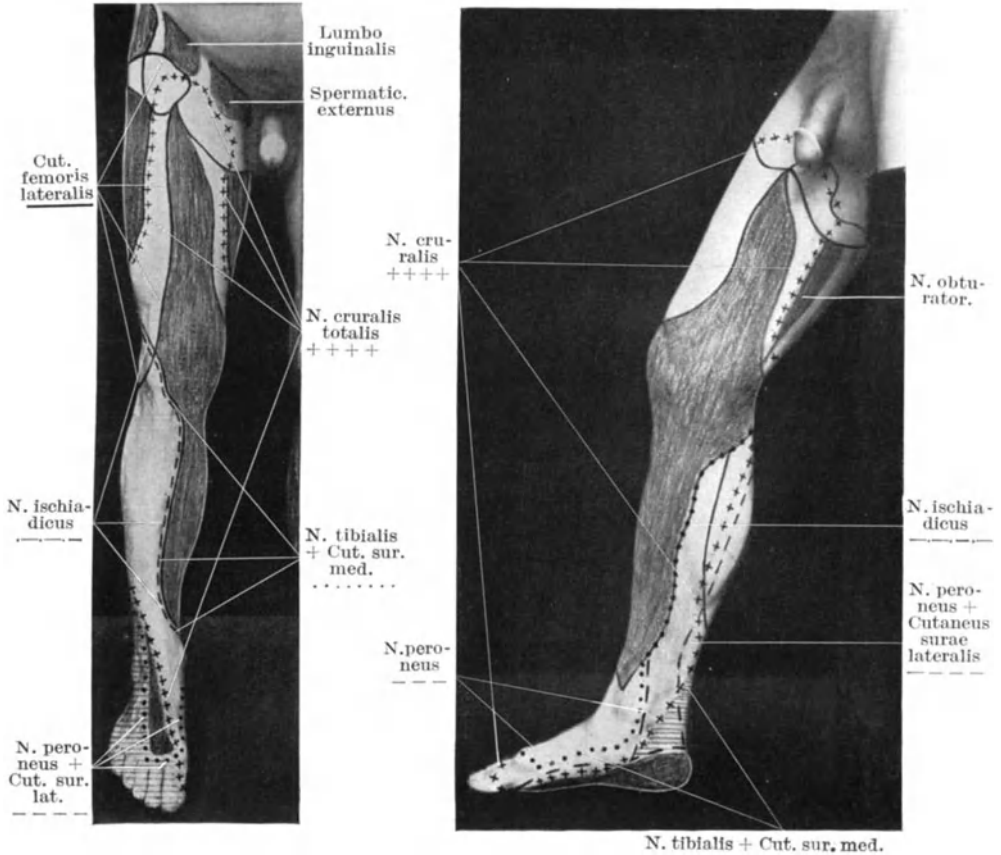 Lumbo
inguinalis
Spermatic.
externus
Cut.
femoris
lateralis
N. cruralis
totalis
++++
N. ischia-
dicus
N. tibialis
+ Cut. sur.
med.
N. pero-
neus +
Cut. sur.
lat.
N. cru-
ralis
++++
N. obtu-
rator.
N. ischia-
dicus
N. pero-
neus +
Cutaneus
surae
lateralis
N.pero-
neus
N. tibialis + Cut. sur. med.